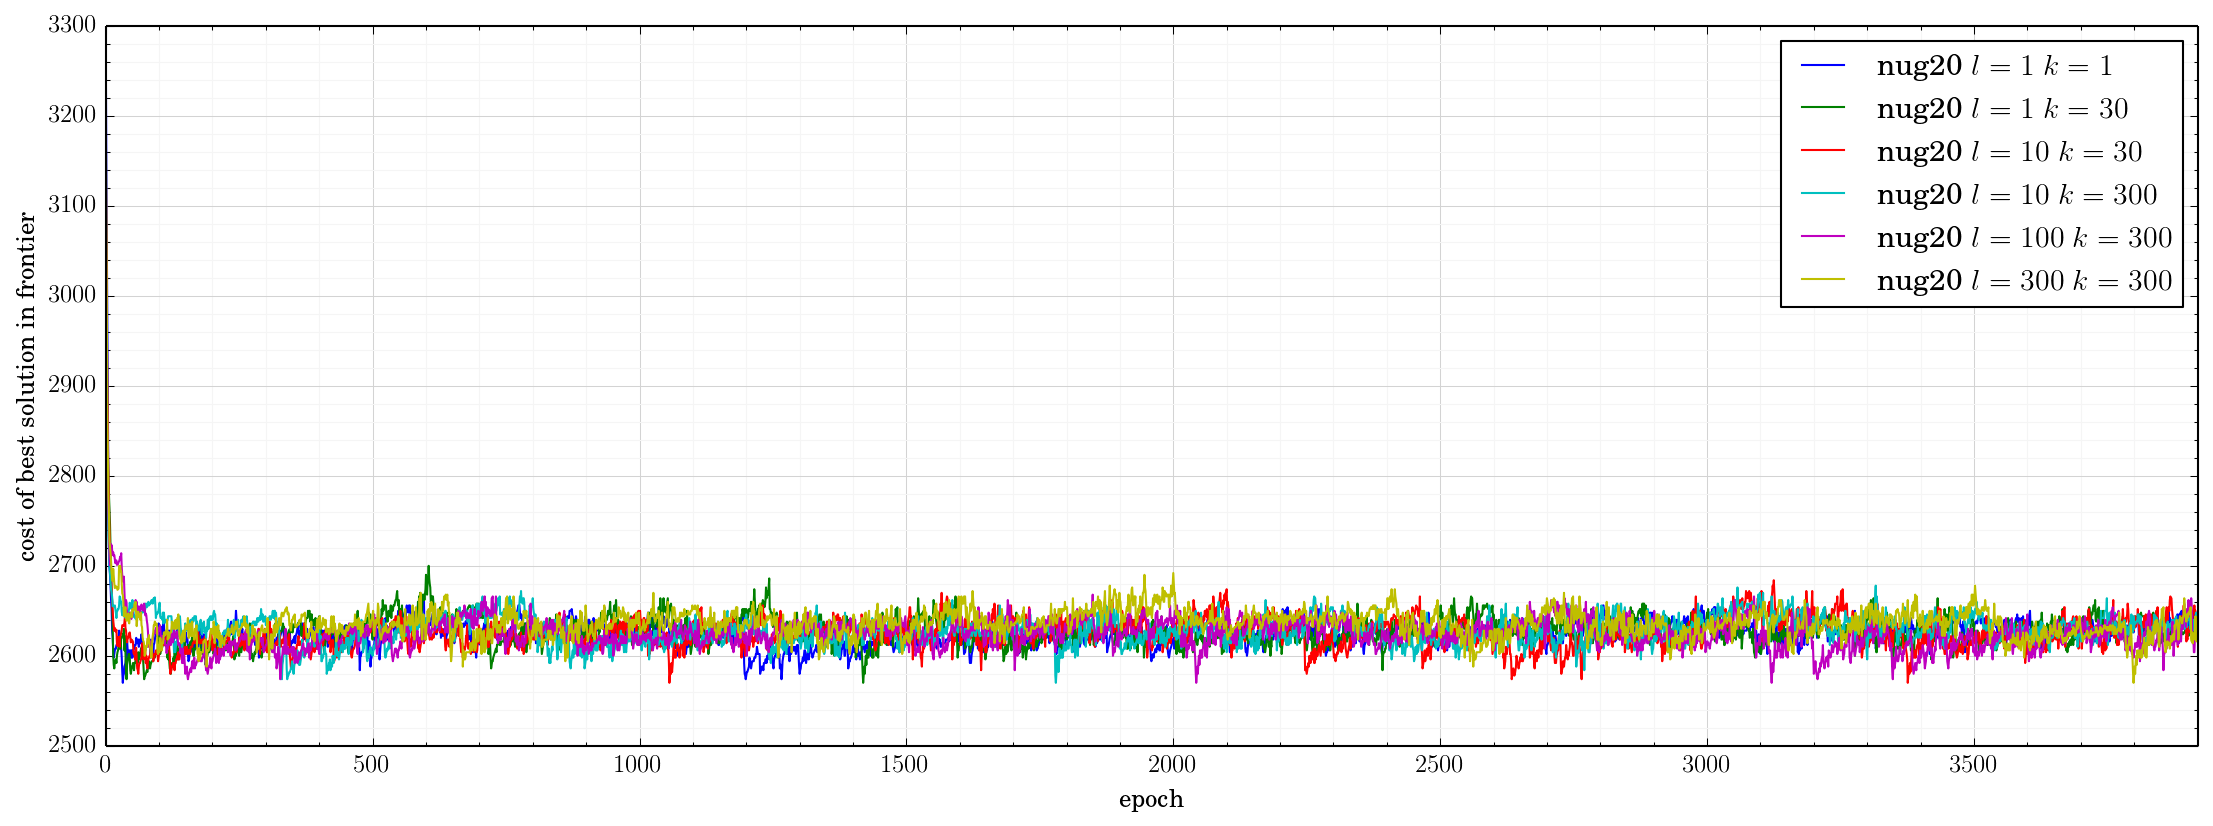 3300
3200
3100
3000
2900
2800
2700
2600
2500
cost of best solution in frontier
0 500 1000 1500 2000 2500 3000 3500
epoch
nug20 l = 1 k = 1
nug20 l = 1 k = 30
nug20 l = 10 k = 30
nug20 l = 10 k = 300
nug20 l = 100 k = 300
nug20 l = 300 k = 300